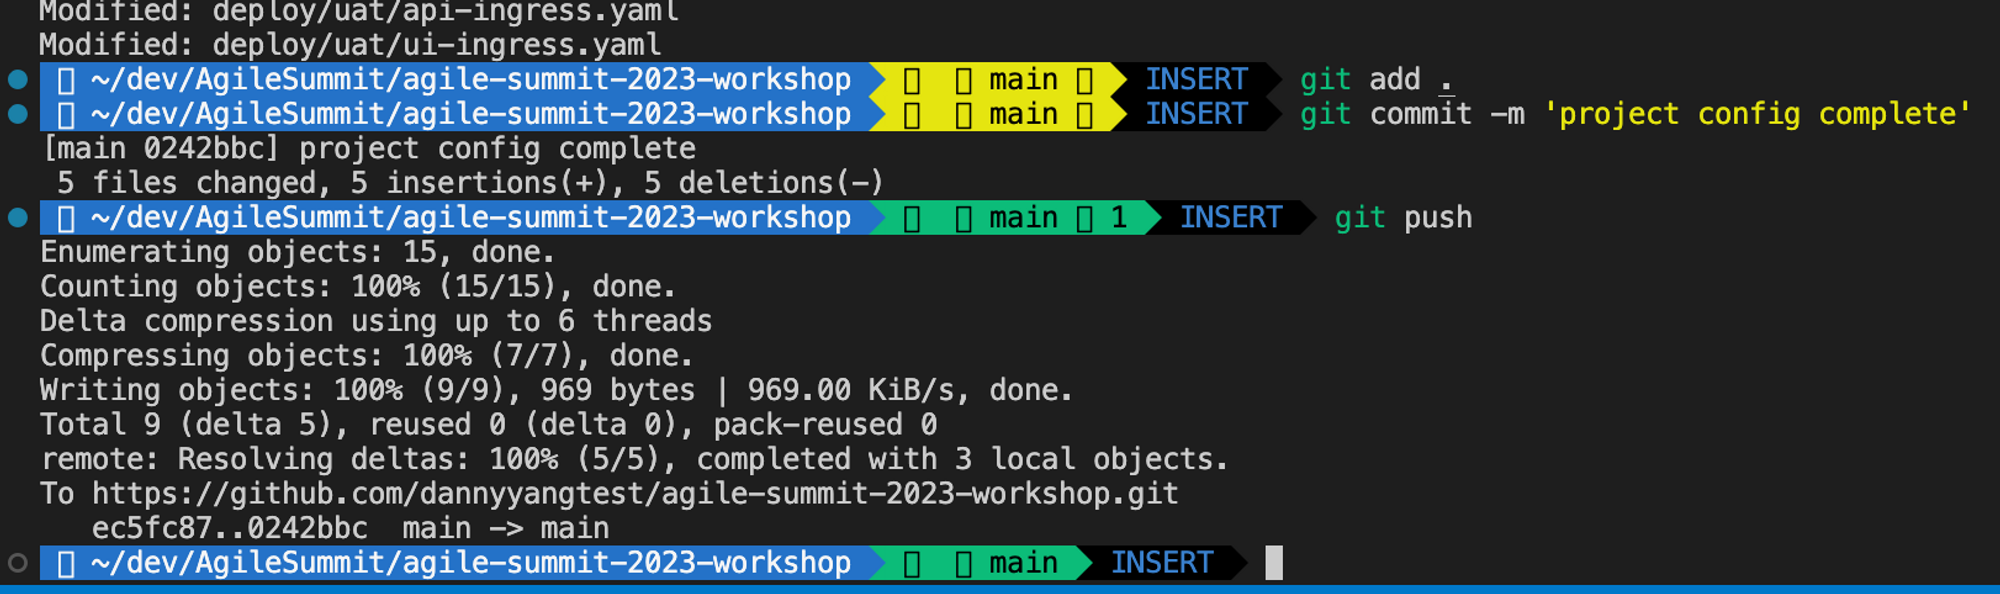 Modified: deploy/uat/api-ingress.yaml
Modified: deploy/uat/ui-ingress.yaml
~/dev/AgileSummit/agile-summit-2023-workshop main INSERT git add .
~/dev/AgileSummit/agile-summit-2023-workshop main INSERT git commit -m 'project config complete'
[main 0242bbc] project config complete
5 files changed, 5 insertions(+), 5 deletions(-)
~/dev/AgileSummit/agile-summit-2023-workshop main 1 INSERT git push
Enumerating objects: 15, done.
Counting objects: 100% (15/15), done.
Delta compression using up to 6 threads
Compressing objects: 100% (7/7), done.
Writing objects: 100% (9/9), 969 bytes | 969.00 KiB/s, done.
Total 9 (delta 5), reused 0 (delta 0), pack-reused 0
remote: Resolving deltas: 100% (5/5), completed with 3 local objects.
To https://github.com/dannyyangtest/agile-summit-2023-workshop.git
ec5fc87..0242bbc  main -> main
~/dev/AgileSummit/agile-summit-2023-workshop main INSERT